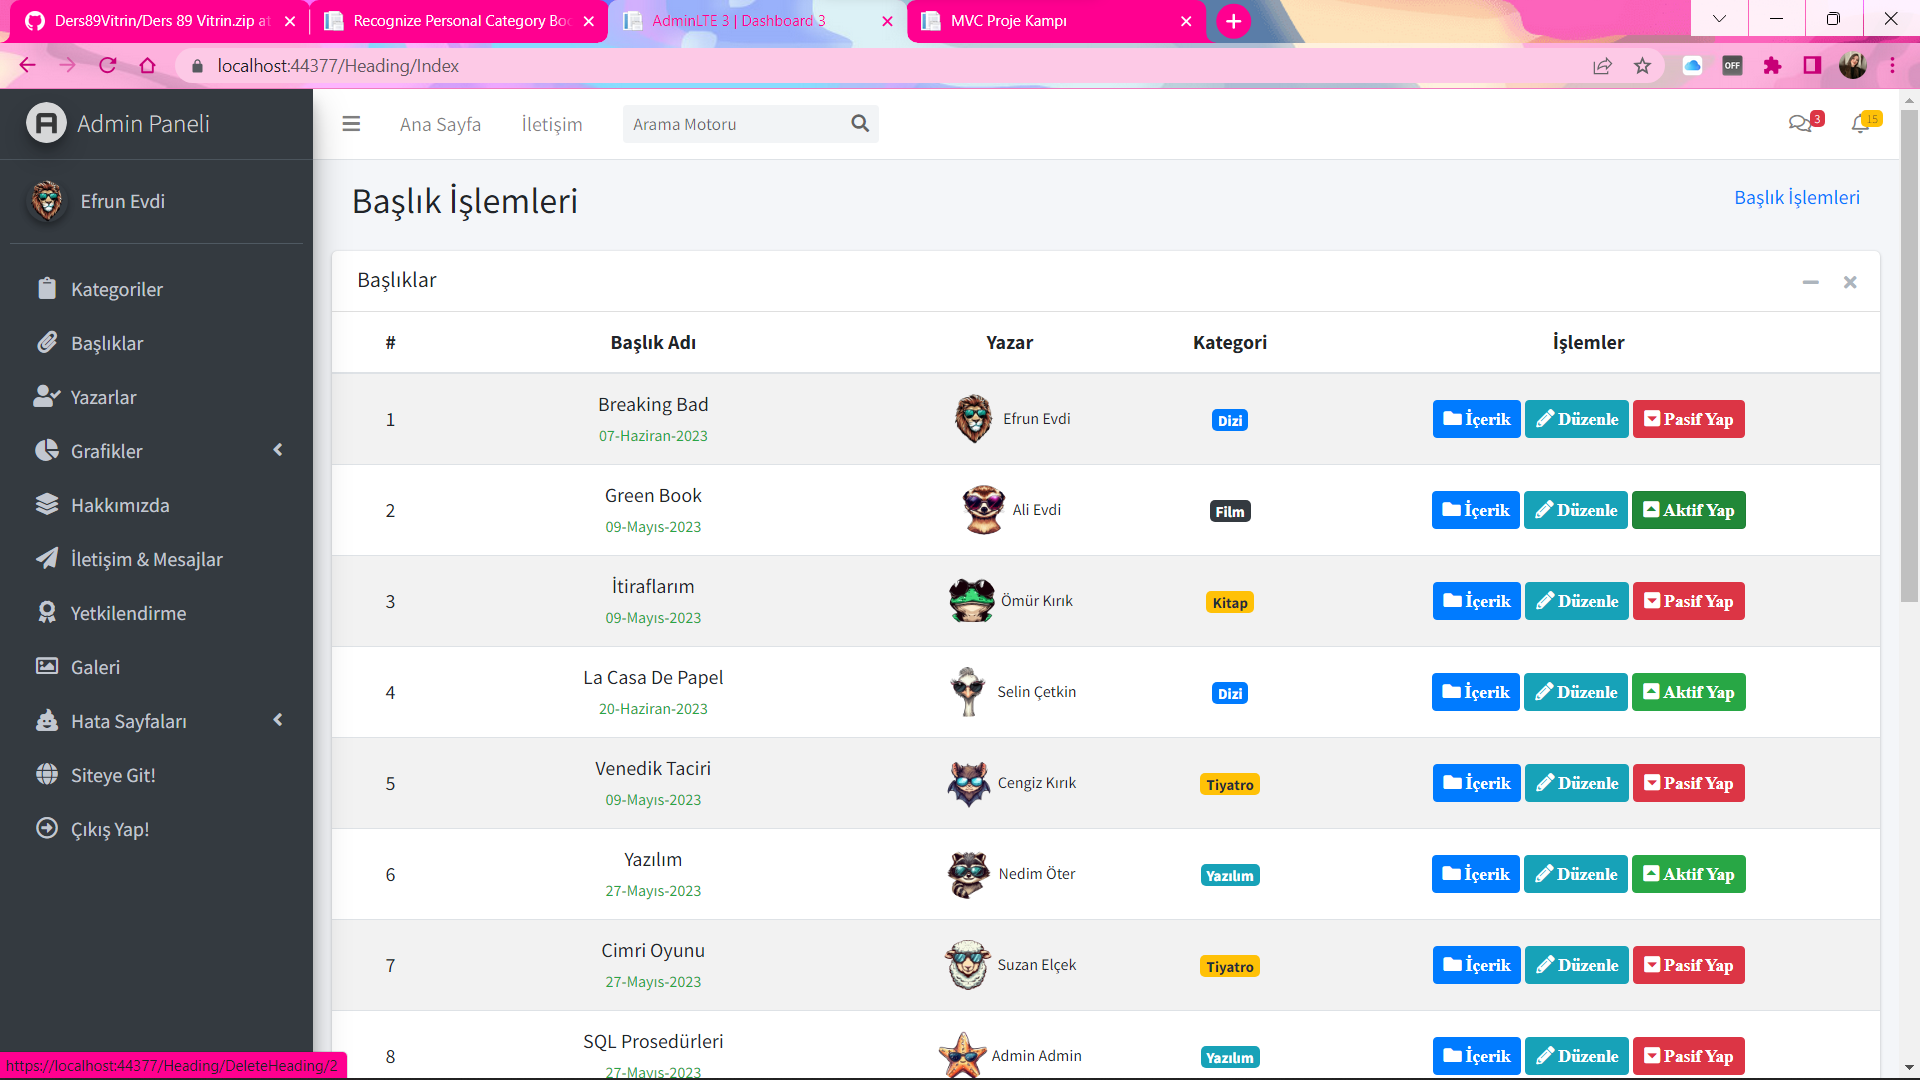 Ders89Vitrin/Ders 89 Vitrin.zip at
Recognize Personal Category Boo
AdminLTE 3 | Dashboard 3
MVC Proje Kampı
localhost:44377/Heading/Index
OFF
Admin Paneli
Ana Sayfa
İletişim
Arama Motoru
3
15
Efrun Evdi
Başlık İşlemleri
Başlık İşlemleri
Kategoriler
Başlıklar
Yazarlar
Grafikler
Hakkımızda
İletişim & Mesajlar
Yetkilendirme
Galeri
Hata Sayfaları
Siteye Git!
Çıkış Yap!
Başlıklar
# Başlık Adı Yazar Kategori İşlemler
1 Breaking Bad Efrun Evdi Dizi İçerik Düzenle Pasif Yap
07-Haziran-2023
2 Green Book Ali Evdi Film İçerik Düzenle Aktif Yap
09-Mayıs-2023
3 İtiraflarım Ömür Kırık Kitap İçerik Düzenle Pasif Yap
09-Mayıs-2023
4 La Casa De Papel Selin Çetkin Dizi İçerik Düzenle Aktif Yap
20-Haziran-2023
5 Venedik Taciri Cengiz Kırık Tiyatro İçerik Düzenle Pasif Yap
09-Mayıs-2023
6 Yazılım Nedim Öter Yazılım İçerik Düzenle Aktif Yap
27-Mayıs-2023
7 Cimri Oyunu Suzan Elçek Tiyatro İçerik Düzenle Pasif Yap
27-Mayıs-2023
8 SQL Prosedürleri Admin Admin Yazılım İçerik Düzenle Pasif Yap
27-Mayıs-2023
https://localhost:44377/Heading/DeleteHeading/2